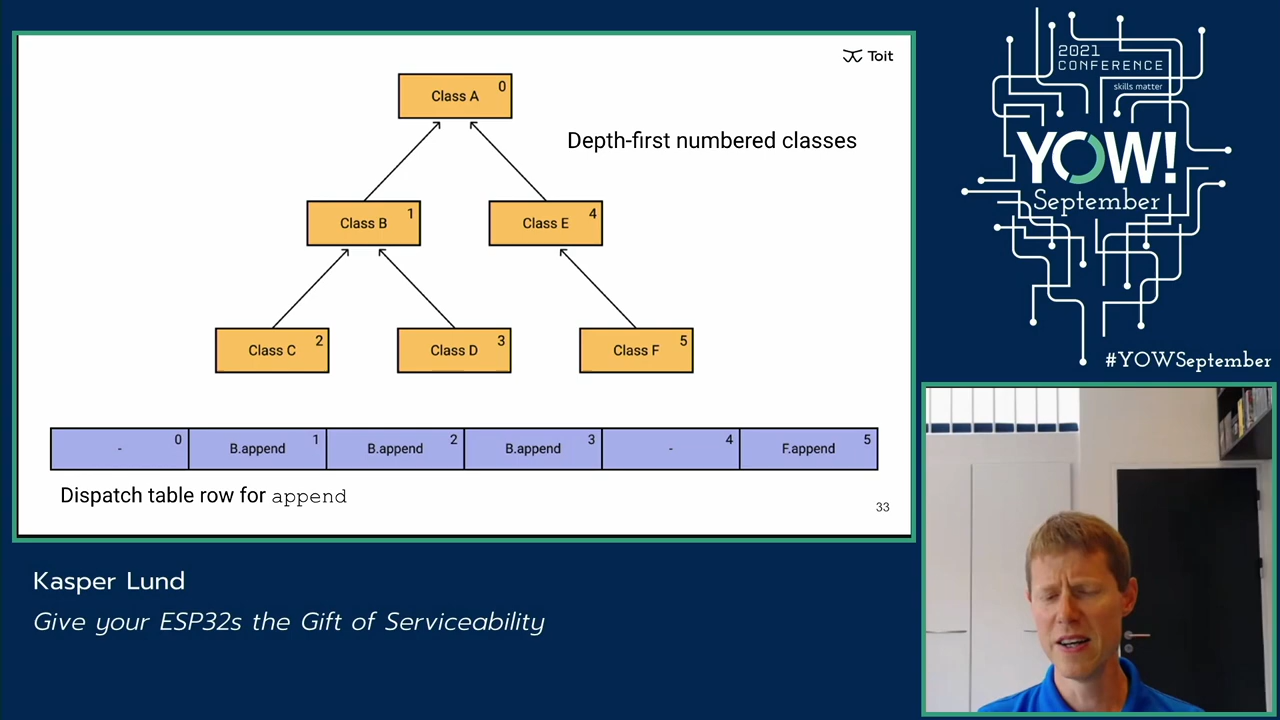 Toit
Class A 0
Depth-first numbered classes
Class B 1
Class E 4
Class C 2
Class D 3
Class F 5
- 0 B.append 1 B.append 2 B.append 3 - 4 F.append 5
Dispatch table row for append
33
Kasper Lund
Give your ESP32s the Gift of Serviceability
2021
CONFERENCE
skills matter
YOW!
September
#YOWSeptember